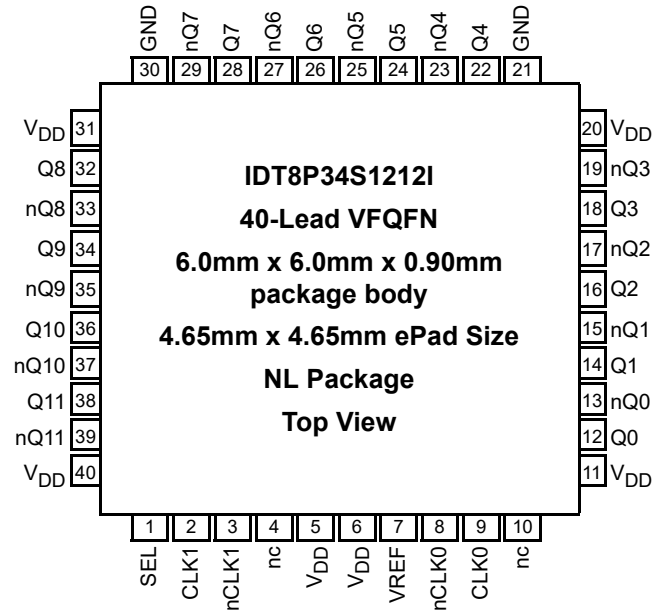 GND nQ7 Q7 nQ6 Q6 nQ5 Q5 nQ4 Q4 GND
30 29 28 27 26 25 24 23 22 21
VDD 31
Q8 32
nQ8 33
Q9 34
nQ9 35
Q10 36
nQ10 37
Q11 38
nQ11 39
VDD 40
IDT8P34S1212I
40-Lead VFQFN
6.0mm x 6.0mm x 0.90mm
package body
4.65mm x 4.65mm ePad Size
NL Package
Top View
20 VDD
19 nQ3
18 Q3
17 nQ2
16 Q2
15 nQ1
14 Q1
13 nQ0
12 Q0
11 VDD
1 2 3 4 5 6 7 8 9 10
SEL CLK1 nCLK1 nc VDD VDD VREF nCLK0 CLK0 nc